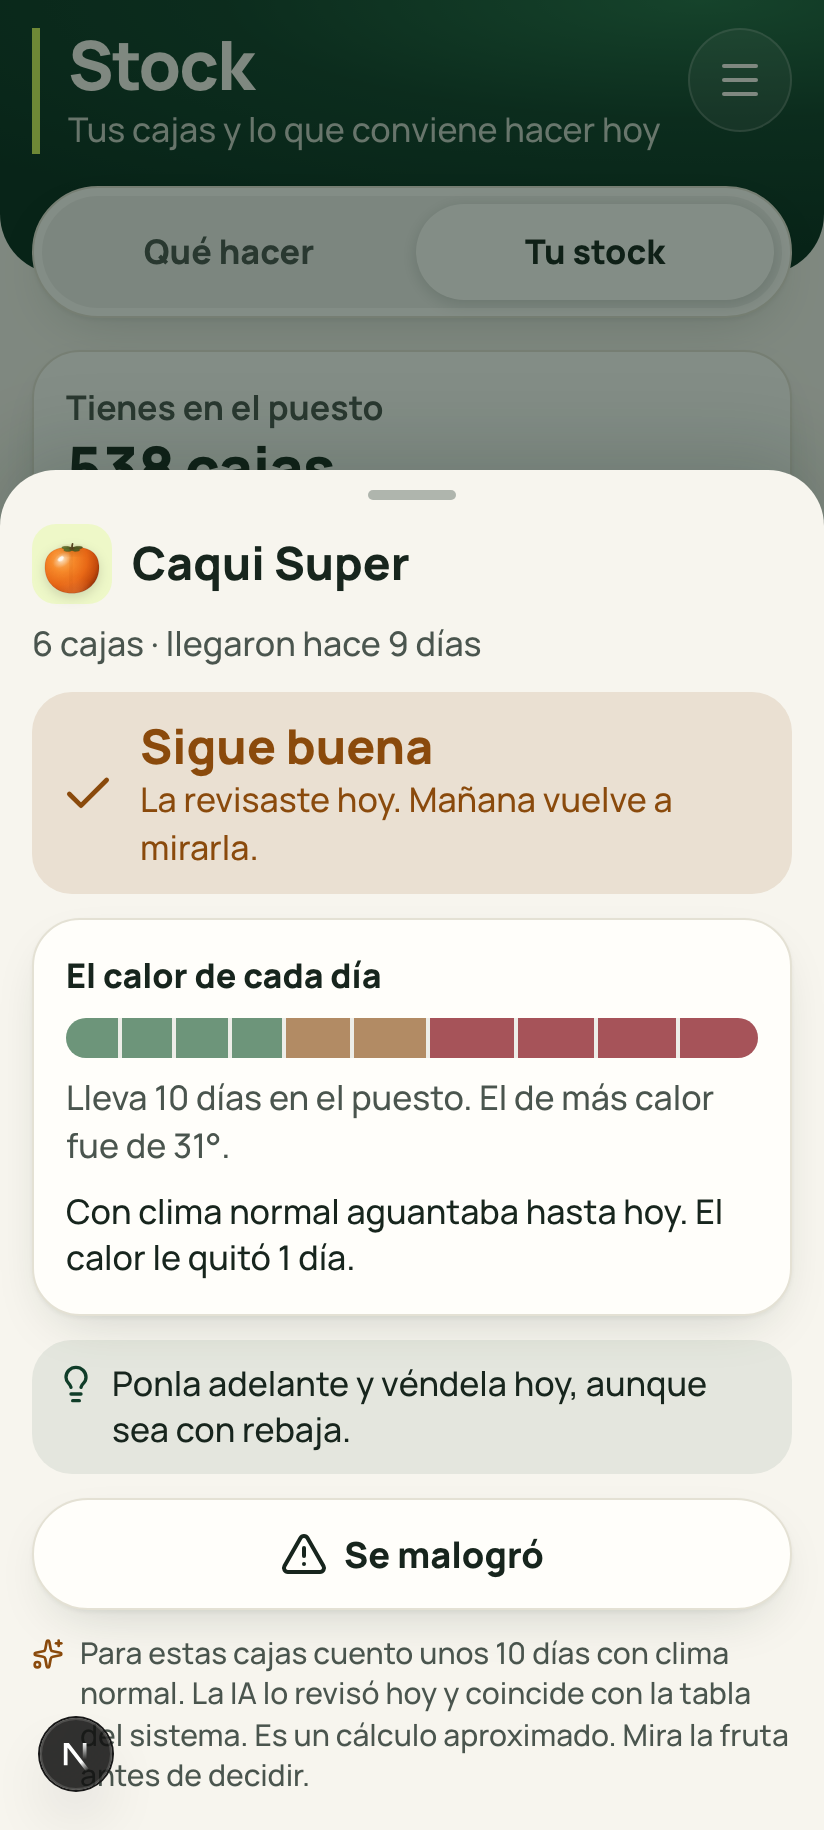 Stock
Tus cajas y lo que conviene hacer hoy
Qué hacer
Tu stock
Tienes en el puesto
538 cajas
Caqui Super
6 cajas · llegaron hace 9 días
Sigue buena
La revisaste hoy. Mañana vuelve a
mirarla.
El calor de cada día
Lleva 10 días en el puesto. El de más calor
fue de 31°.
Con clima normal aguantaba hasta hoy. El
calor le quitó 1 día.
Ponla adelante y véndela hoy, aunque
sea con rebaja.
Se malogró
Para estas cajas cuento unos 10 días con clima
normal. La IA lo revisó hoy y coincide con la tabla
del sistema. Es un cálculo aproximado. Mira la fruta
antes de decidir.
N